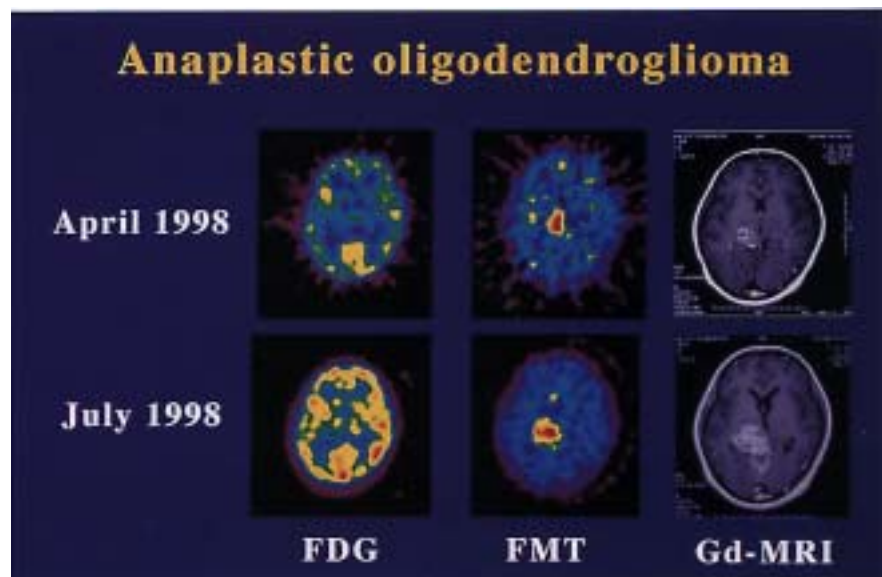 Anaplastic oligodendroglioma
April 1998
July 1998
FDG
FMT
Gd-MRI